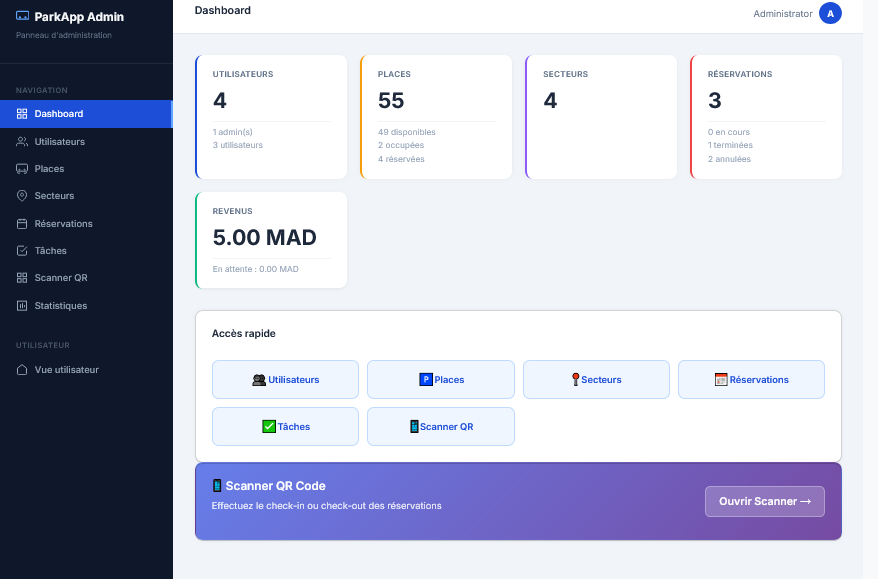 ParkApp Admin
Panneau d'administration
NAVIGATION
Dashboard
Utilisateurs
Places
Secteurs
Réservations
Tâches
Scanner QR
Statistiques
UTILISATEUR
Vue utilisateur
Dashboard
Administrator
A
UTILISATEURS
4
1 admin(s)
3 utilisateurs
PLACES
55
49 disponibles
2 occupées
4 réservées
SECTEURS
4
RÉSERVATIONS
3
0 en cours
1 terminées
2 annulées
REVENUS
5.00 MAD
En attente : 0.00 MAD
Accès rapide
Utilisateurs
P Places
Secteurs
Réservations
Tâches
Scanner QR
Scanner QR Code
Effectuez le check-in ou check-out des réservations
Ouvrir Scanner →